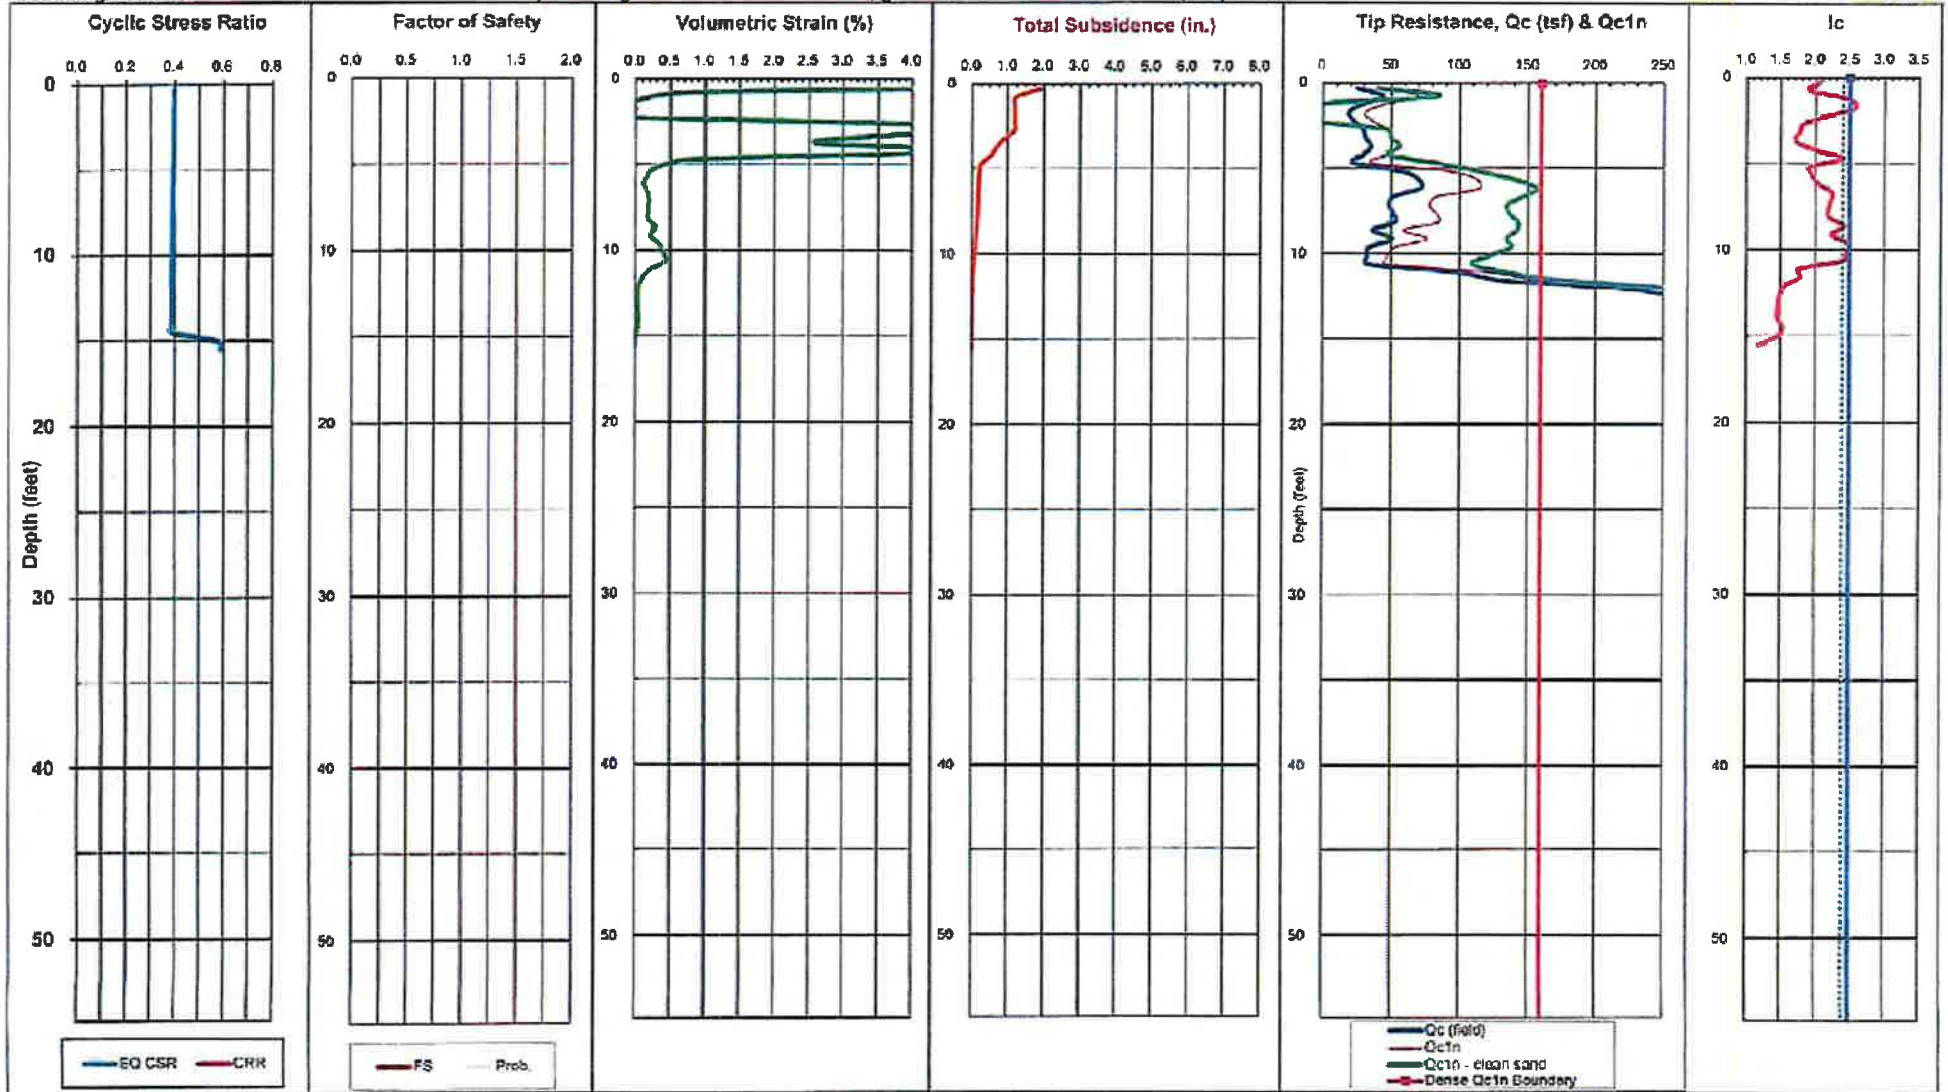 Cyclic Stress Ratio
0.0 0.2 0.4 0.6 0.8
0
10
20
30
40
50
Depth (feet)
EQ CSR CRR
Factor of Safety
0.0 0.5 1.0 1.5 2.0
0
10
20
30
40
50
FS Prob.
Volumetric Strain (%)
0.0 0.5 1.0 1.5 2.0 2.5 3.0 3.5 4.0
0
10
20
30
40
50
Total Subsidence (in.)
0.0 1.0 2.0 3.0 4.0 5.0 6.0 7.0 8.0
0
10
20
30
40
50
Tip Resistance, Qc (tsf) & Qc1n
0 50 100 150 200 250
0
10
20
30
40
50
Depth (feet)
Qc (field)
Qc1n
Qc1n - clean sand
Dense Qc1n Boundary
Ic
1.0 1.5 2.0 2.5 3.0 3.5
0
10
20
30
40
50